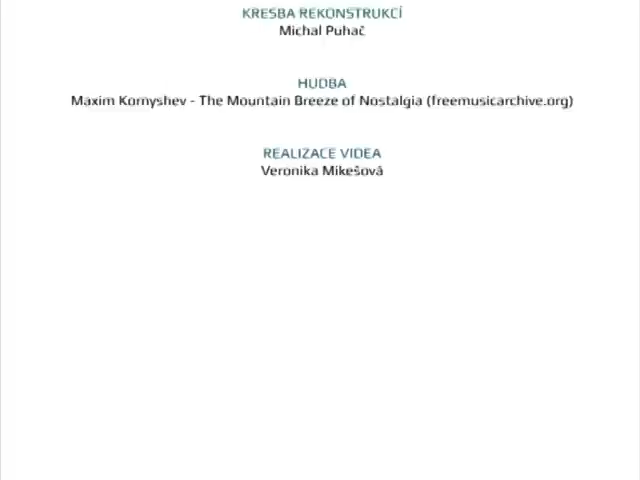 KRESBA REKONSTRUKCÍ
Michal Puhač
HUDBA
Maxim Kornyshev - The Mountain Breeze of Nostalgia (freemusicarchive.org)
REALIZACE VIDEA
Veronika Mikešová